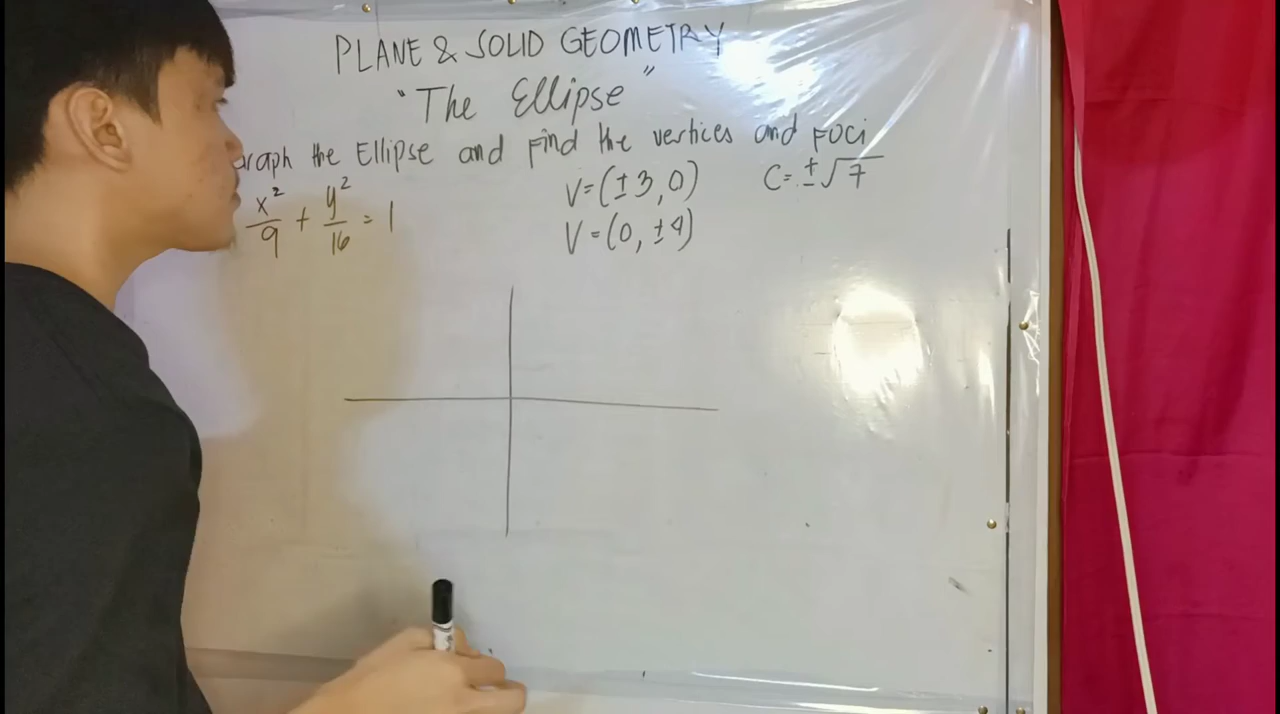 PLANE & SOLID GEOMETRY
"The Ellipse"
raph the Ellipse and Find the vertices and Foci
x²/9 + y²/16 = 1
V=(±3,0)
V=(0,±4)
C=±√7